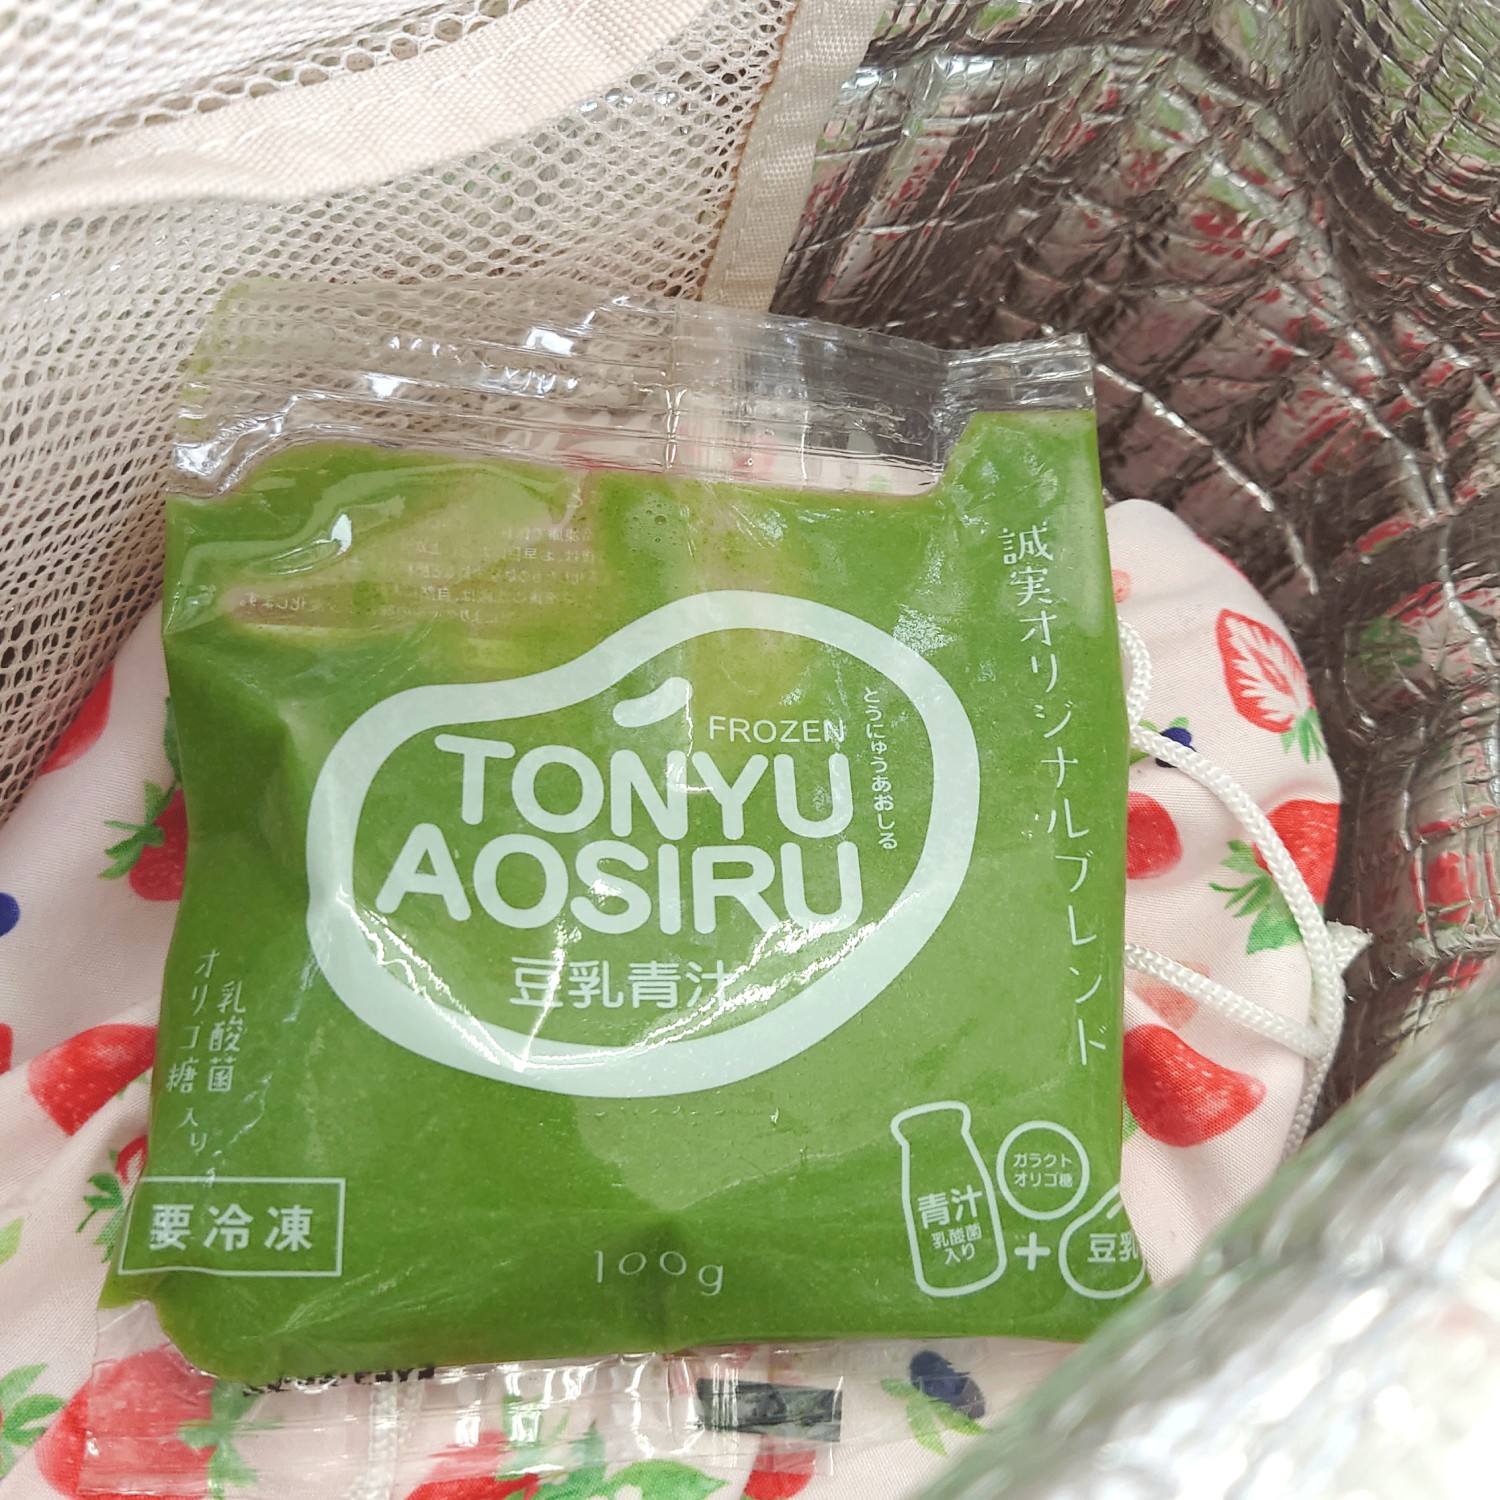 誠実オリジナルブレンド
FROZEN
TONYU
AOSIRU
とうにゅうあおしる
豆乳青汁
乳酸菌
オリゴ糖
入り
要冷凍
100g
青汁
乳酸菌
入り
ガラクト
オリゴ糖
+
豆乳